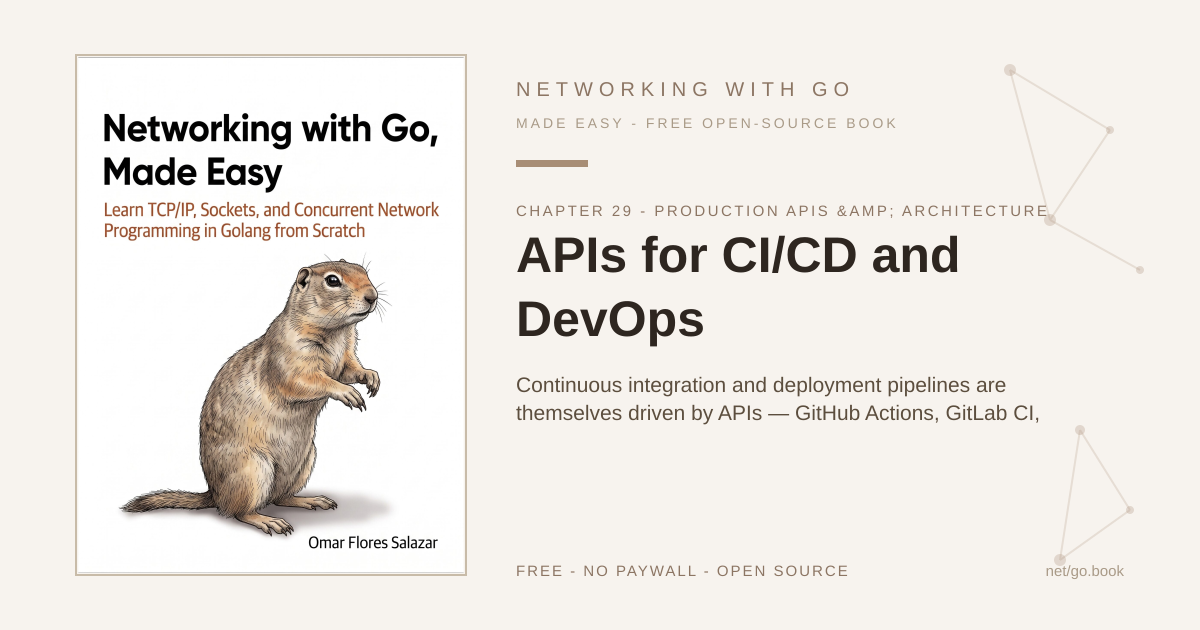 Networking with Go,
Made Easy
Learn TCP/IP, Sockets, and Concurrent Network
Programming in Golang from Scratch
Omar Flores Salazar
NETWORKING WITH GO
MADE EASY - FREE OPEN-SOURCE BOOK
CHAPTER 29 - PRODUCTION APIS &AMP; ARCHITECTURE
APIs for CI/CD and
DevOps
Continuous integration and deployment pipelines are
themselves driven by APIs — GitHub Actions, GitLab CI,
FREE - NO PAYWALL - OPEN SOURCE
net/go.book